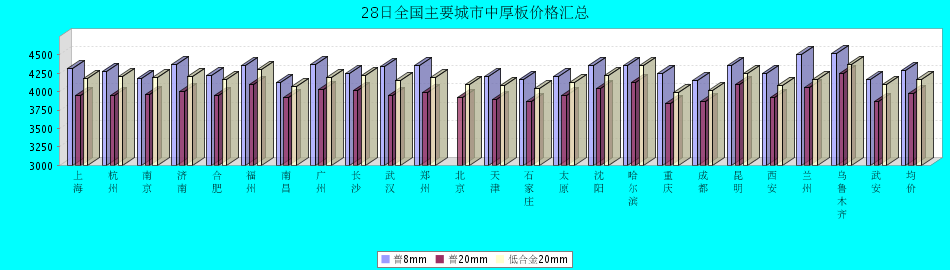 28日全国主要城市中厚板价格汇总
4500
4250
4000
3750
3500
3250
3000
上海 杭州 南京 济南 合肥 福州 南昌 广州 长沙 武汉 郑州 北京 天津 石家庄 太原 沈阳 哈尔滨 重庆 成都 昆明 西安 兰州 乌鲁木齐 武安 均价
普8mm 普20mm 低合金20mm